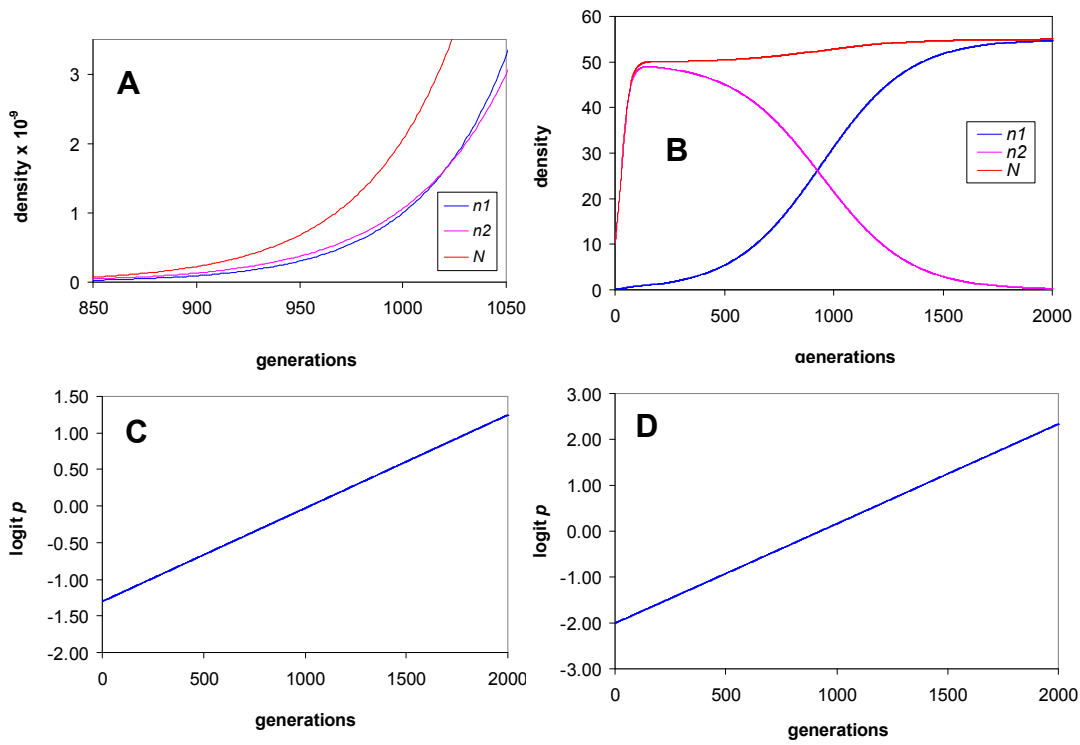 A
density x 10⁻⁹
3
2
1
0
850 900 950 1000 1050
generations
n1
n2
N
B
density
60
50
40
30
20
10
0
0 500 1000 1500 2000
generations
n1
n2
N
C
logit p
1.50
1.00
0.50
0.00
-0.50
-1.00
-1.50
-2.00
0 500 1000 1500 2000
generations
D
logit p
3.00
2.00
1.00
0.00
-1.00
-2.00
-3.00
0 500 1000 1500 2000
generations